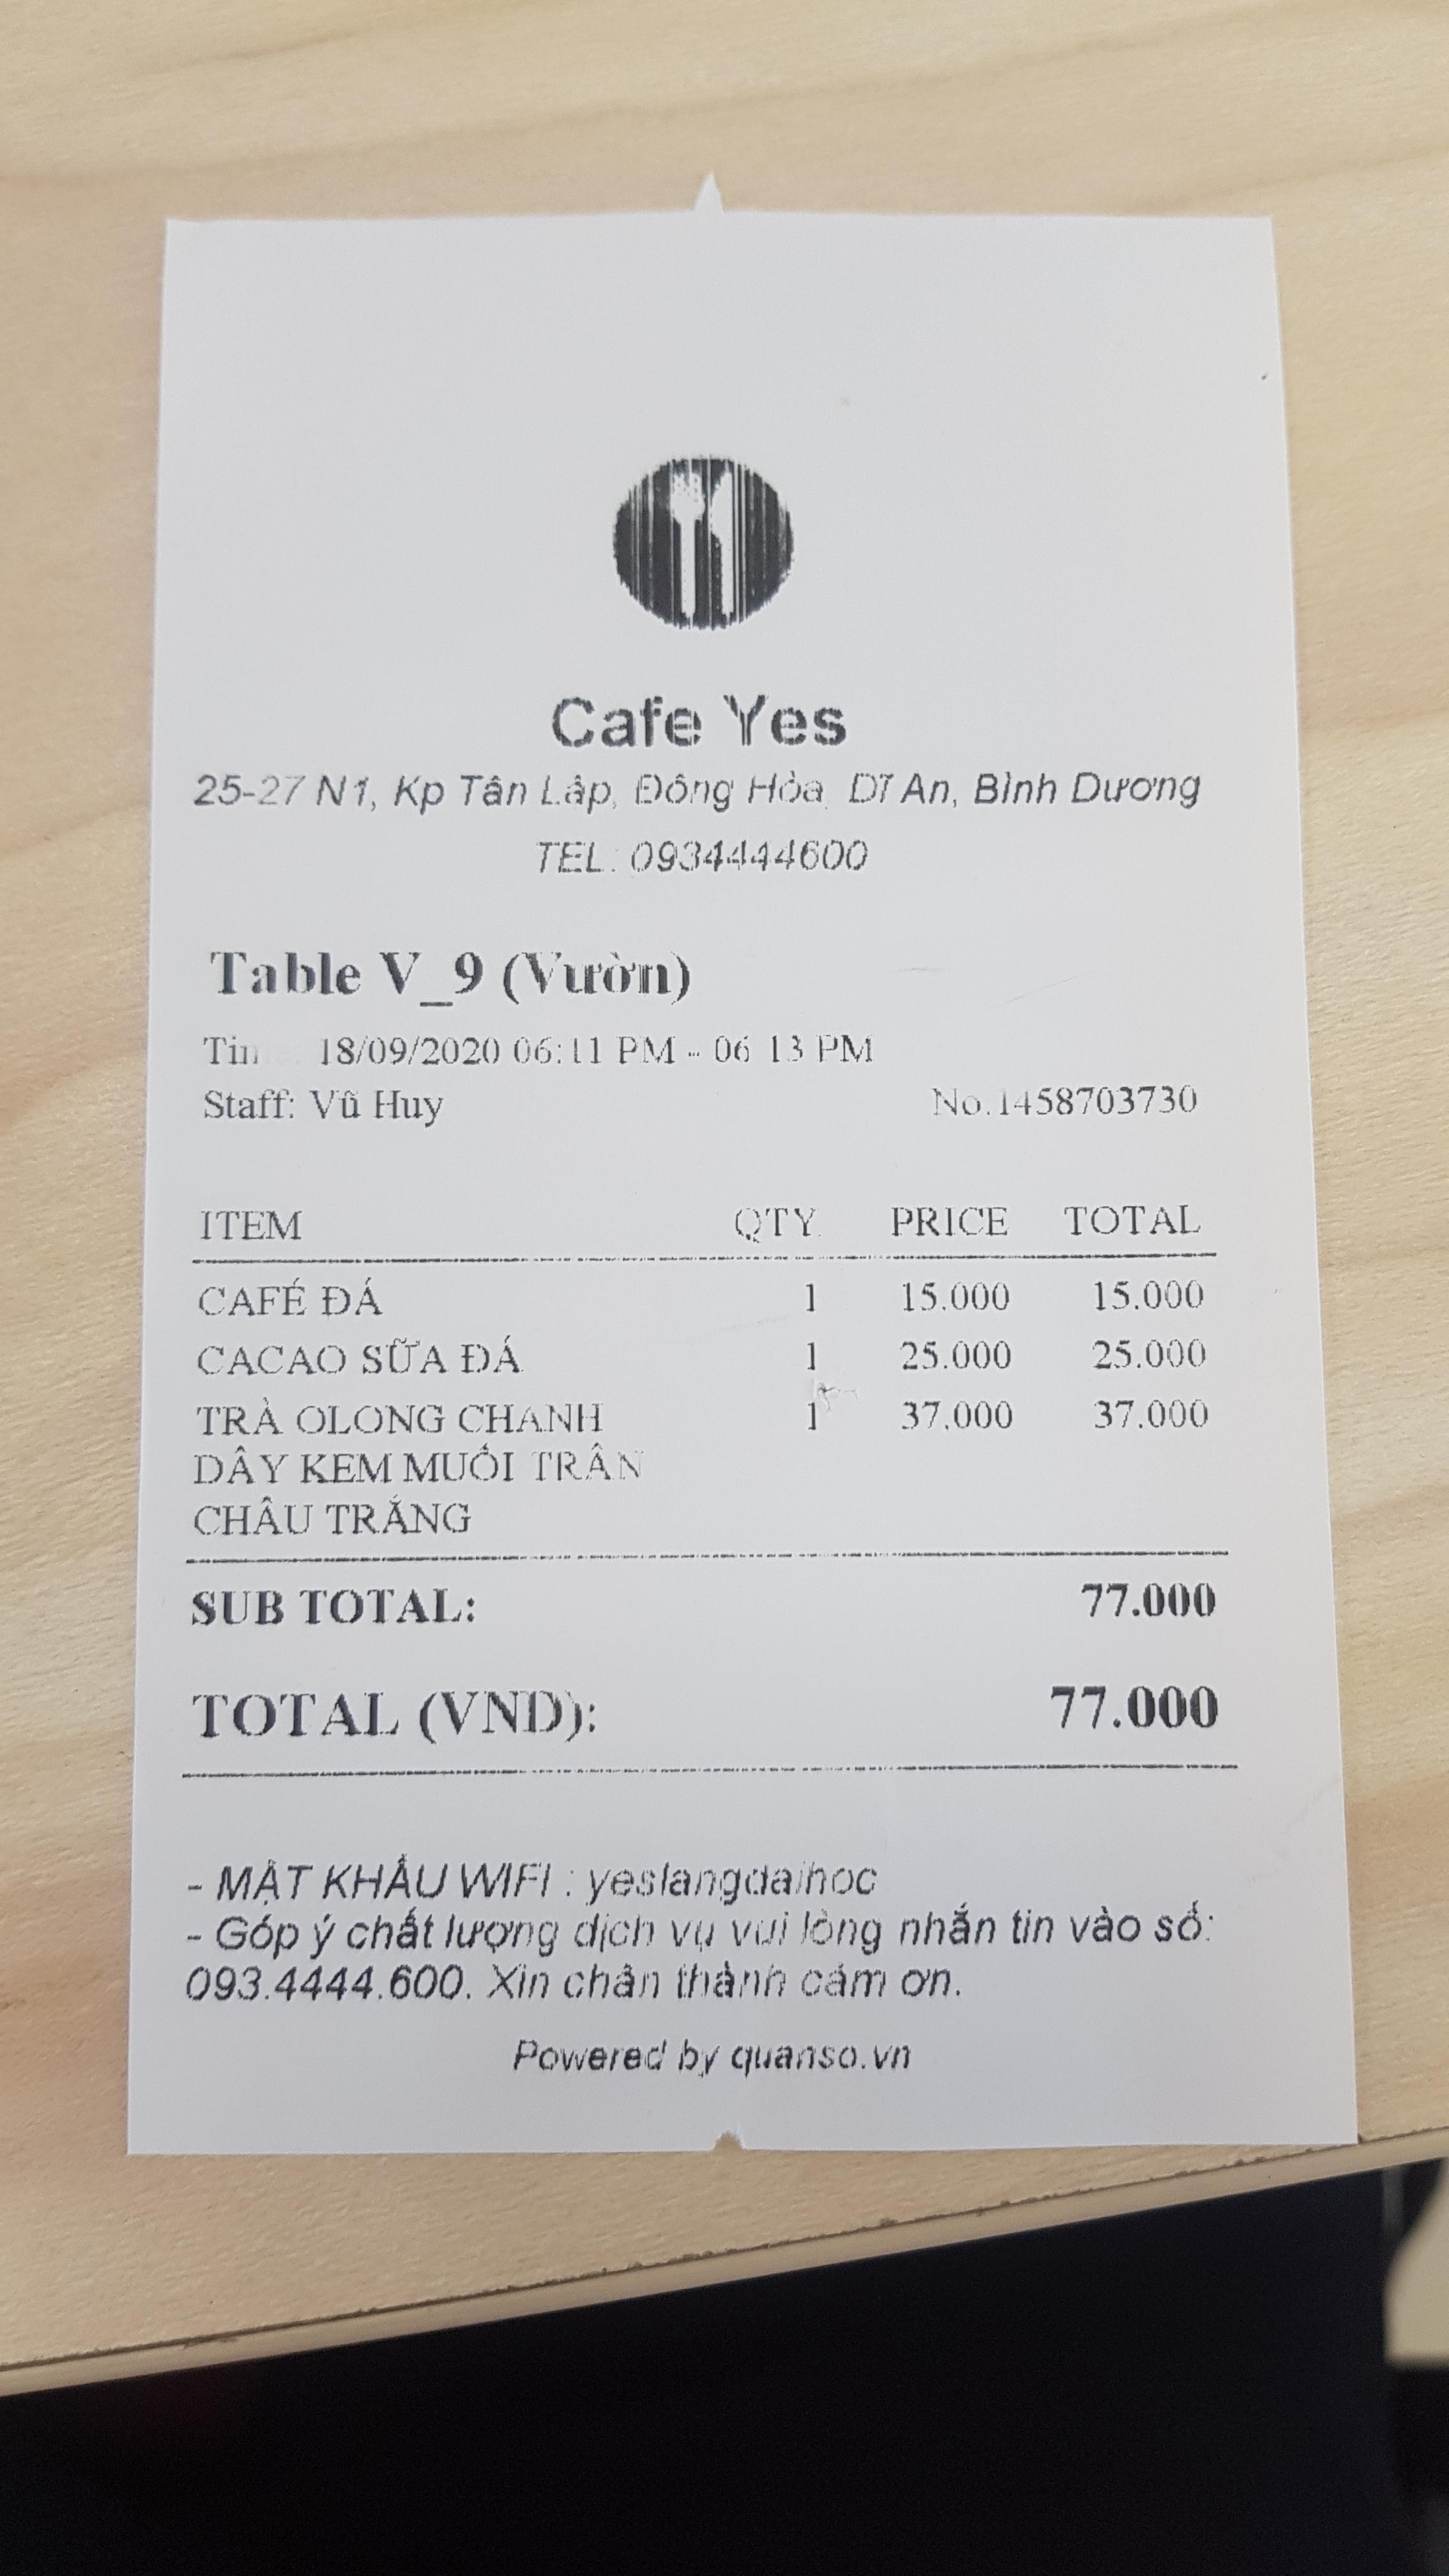 Cafe Yes
25-27 N1, Kp Tân Lập, Đông Hòa, Dĩ An, Bình Dương
TEL: 0934444600
Table V_9 (Vườn)
Time: 18/09/2020 06:11 PM - 06:13 PM
Staff: Vũ Huy No.1458703730
ITEM QTY PRICE TOTAL
CAFÉ ĐÁ 1 15.000 15.000
CACAO SỮA ĐÁ 1 25.000 25.000
TRÀ OLONG CHANH 1 37.000 37.000
DÂY KEM MUỐI TRÂN
CHÂU TRẮNG
SUB TOTAL: 77.000
TOTAL (VND): 77.000
- MẬT KHẨU WIFI : yeslangdaihoc
- Góp ý chất lượng dịch vụ vui lòng nhắn tin vào số:
093.4444.600. Xin chân thành cám ơn.
Powered by quanso.vn